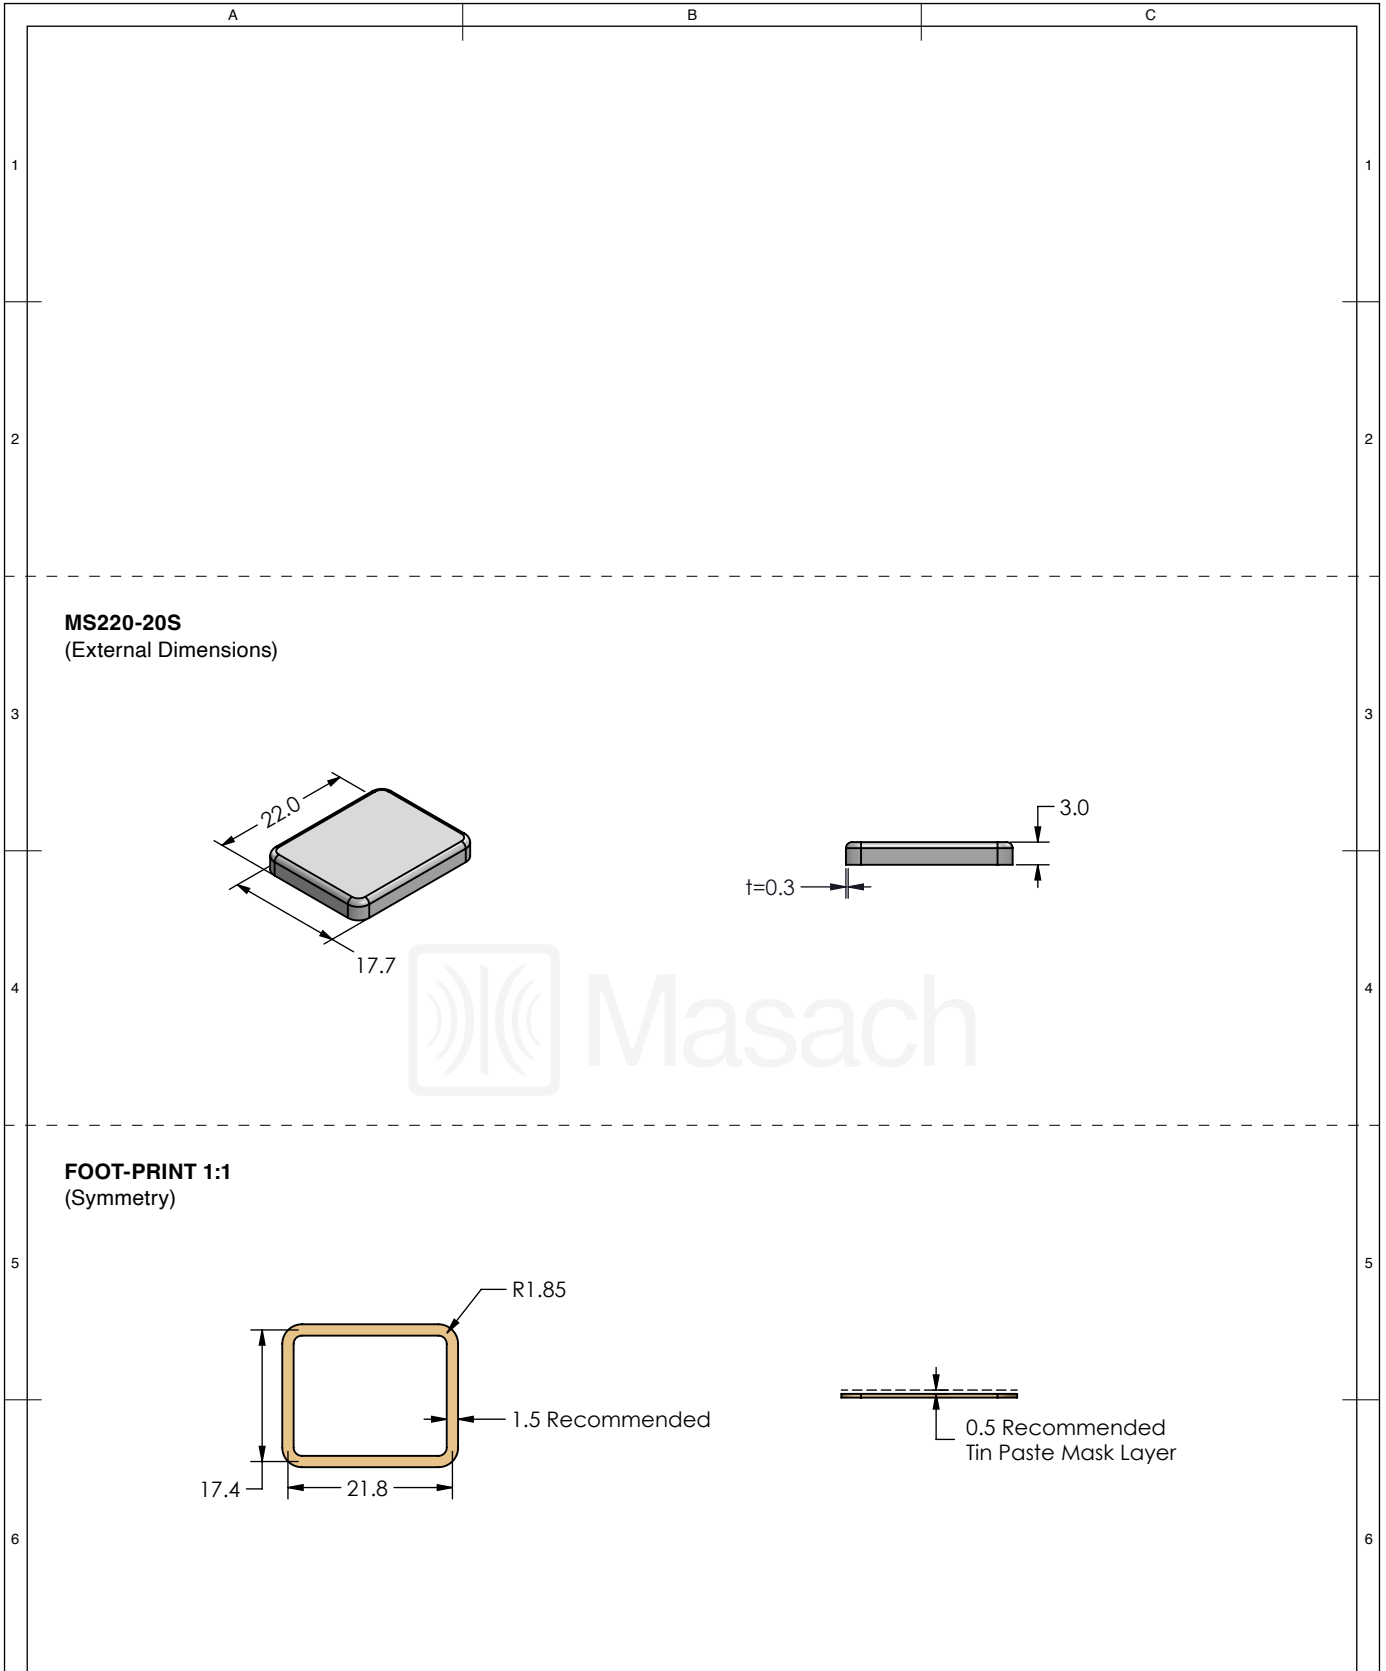 A
B
C
1
1
2
2
MS220-20S
(External Dimensions)
3
3
22.0
3.0
t=0.3
17.7
Masach
4
4
FOOT-PRINT 1:1
(Symmetry)
5
5
R1.85
1.5 Recommended
0.5 Recommended
Tin Paste Mask Layer
17.4
21.8
6
6